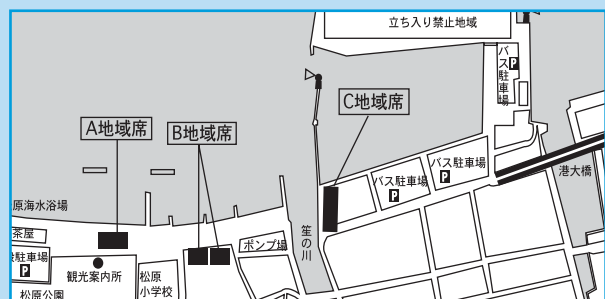 立ち入り禁止地域
バス駐車場
P
C地域席
A地域席
B地域席
バス駐車場
P
バス駐車場
P
港大橋
原海水浴場
茶屋
駐車場
P
観光案内所
松原公園
松原
小学校
ポンプ場
笙の川